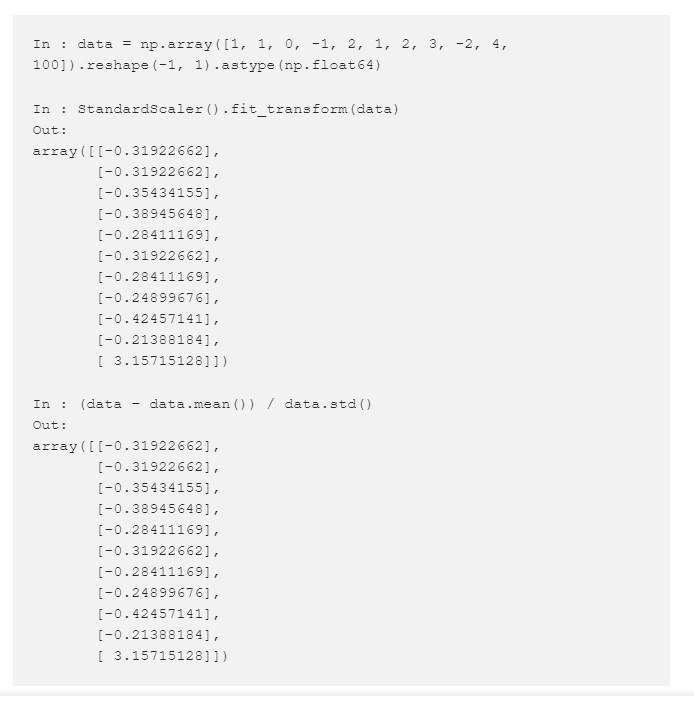 In : data = np.array([1, 1, 0, -1, 2, 1, 2, 3, -2, 4,
100]).reshape(-1, 1).astype(np.float64)
In : StandardScaler().fit_transform(data)
Out:
array([[-0.31922662],
[-0.31922662],
[-0.35434155],
[-0.38945648],
[-0.28411169],
[-0.31922662],
[-0.28411169],
[-0.24899676],
[-0.42457141],
[-0.21388184],
[ 3.15715128]])
In : (data – data.mean()) / data.std()
Out:
array([[-0.31922662],
[-0.31922662],
[-0.35434155],
[-0.38945648],
[-0.28411169],
[-0.31922662],
[-0.28411169],
[-0.24899676],
[-0.42457141],
[-0.21388184],
[ 3.15715128]])